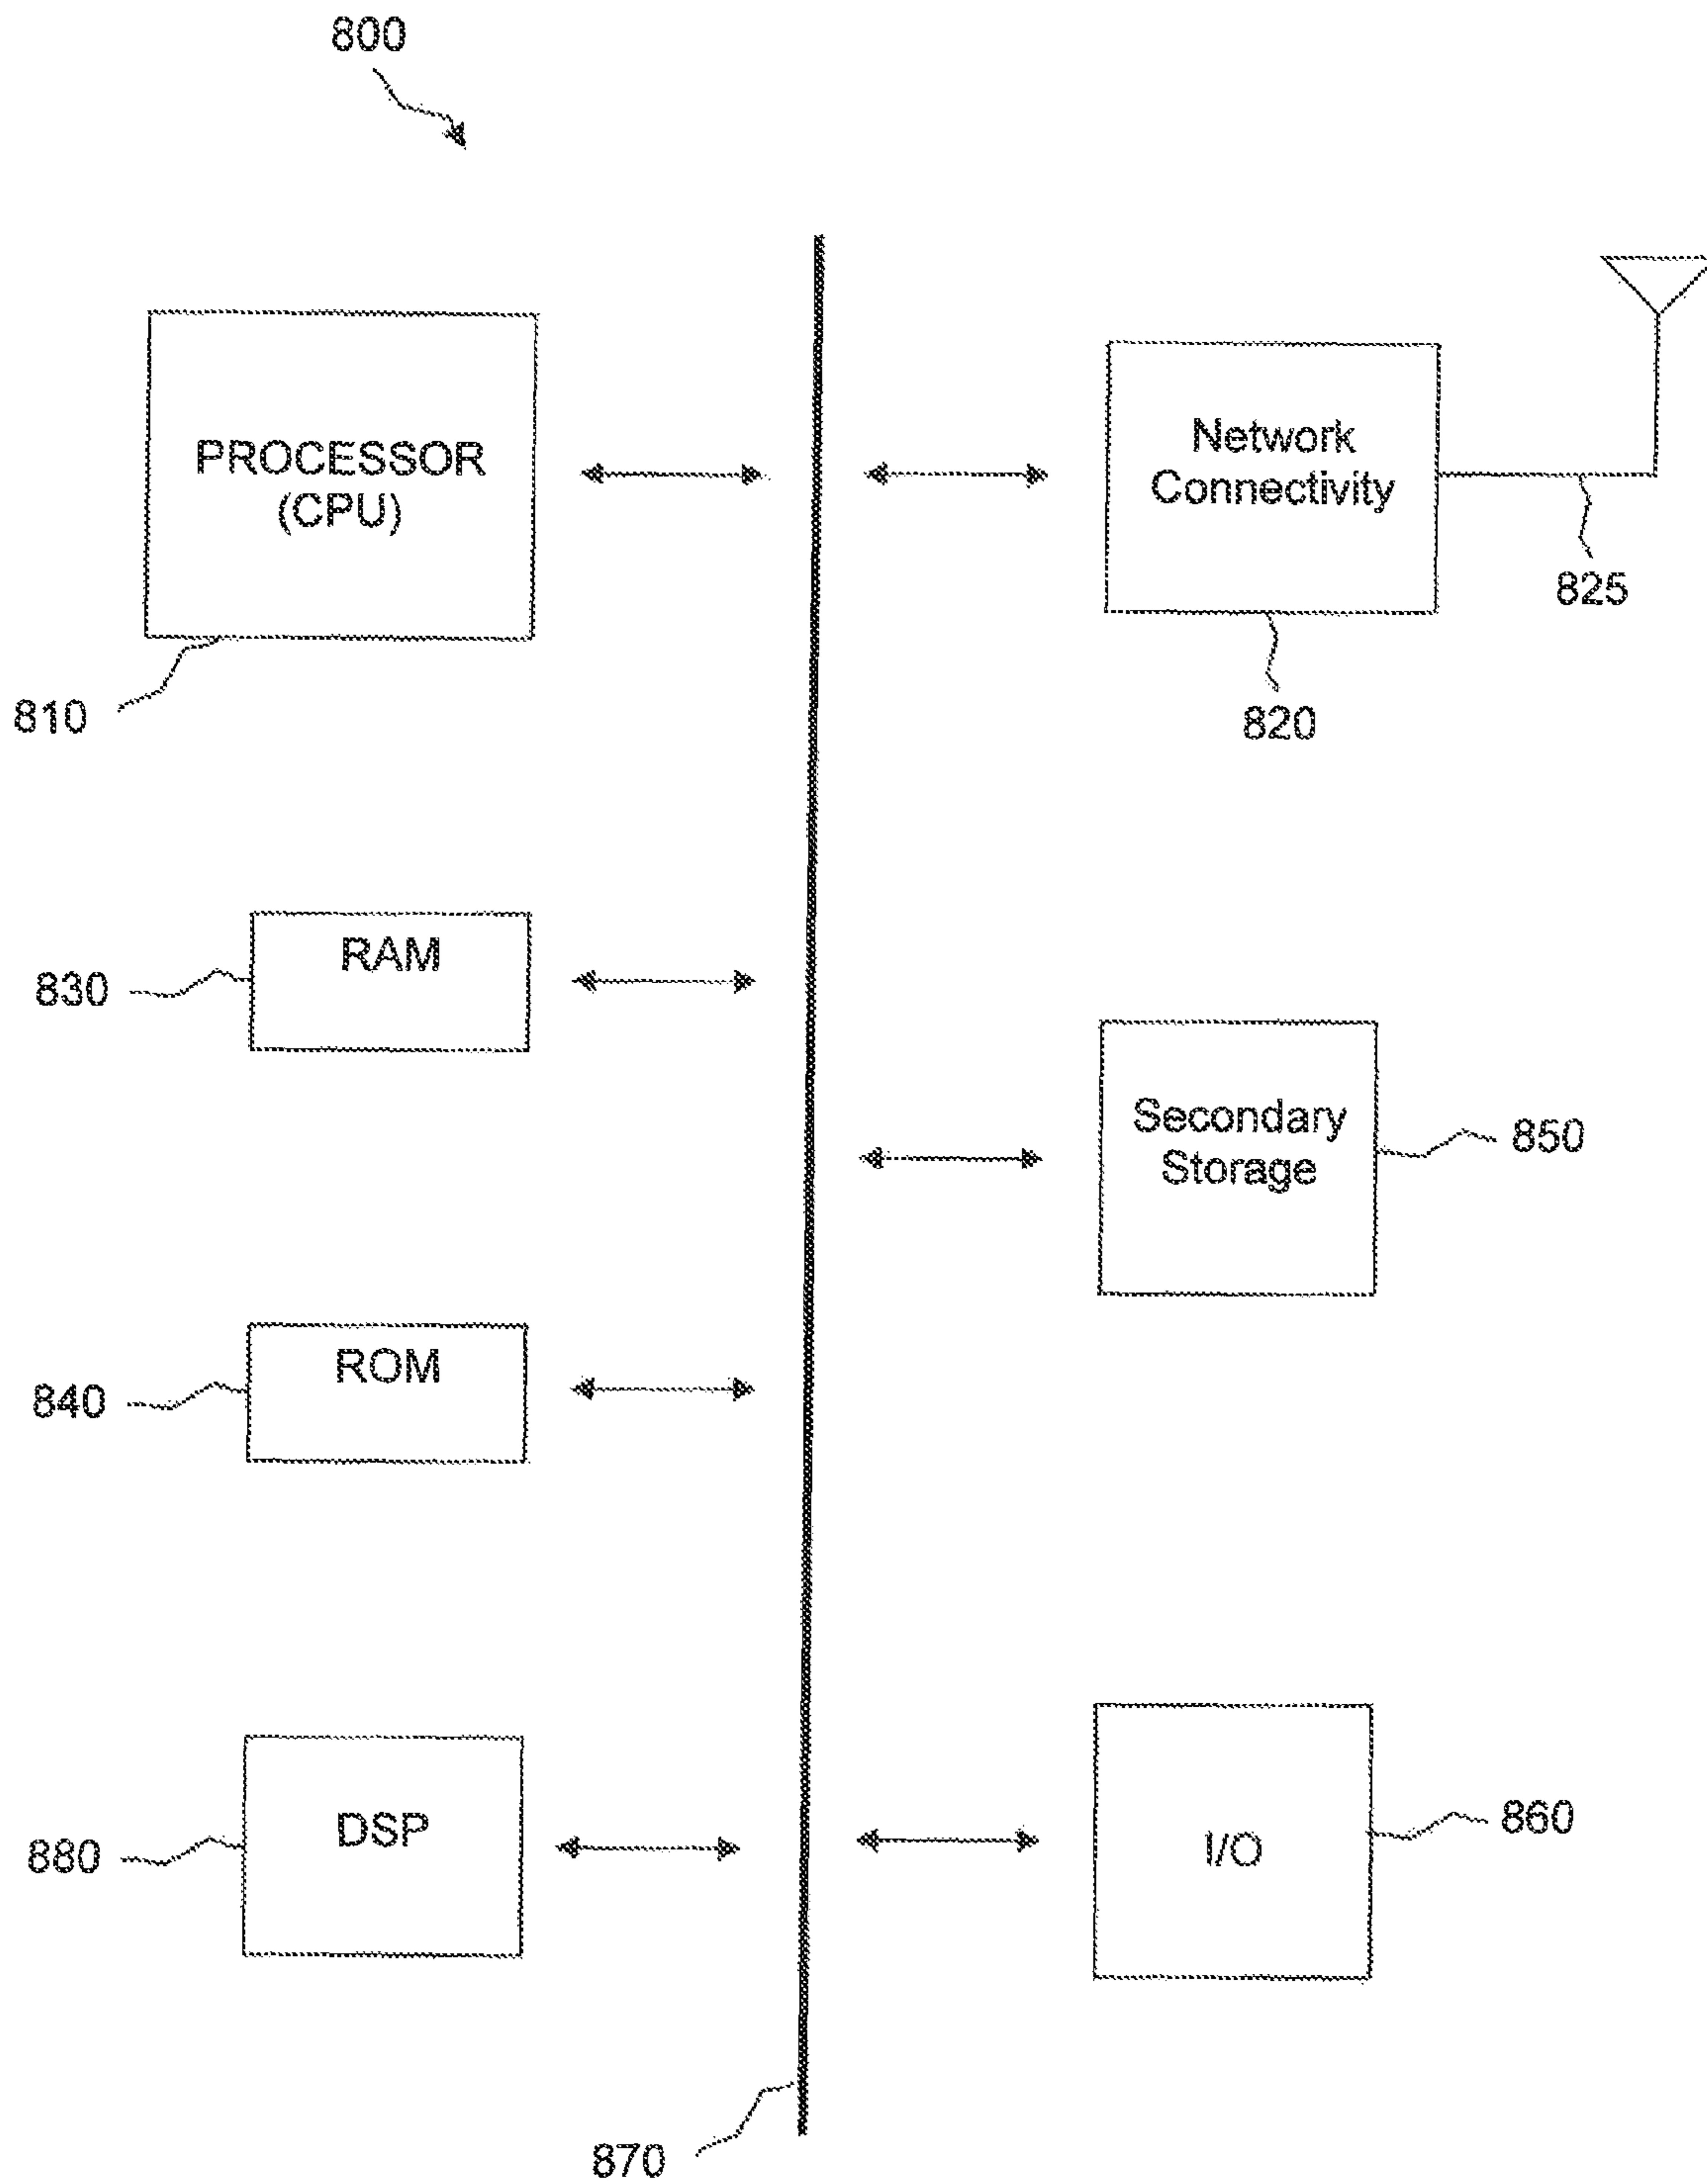 800
PROCESSOR
(CPU)
810
Network
Connectivity
825
820
RAM
830
Secondary
Storage
850
ROM
840
DSP
880
I/O
860
870